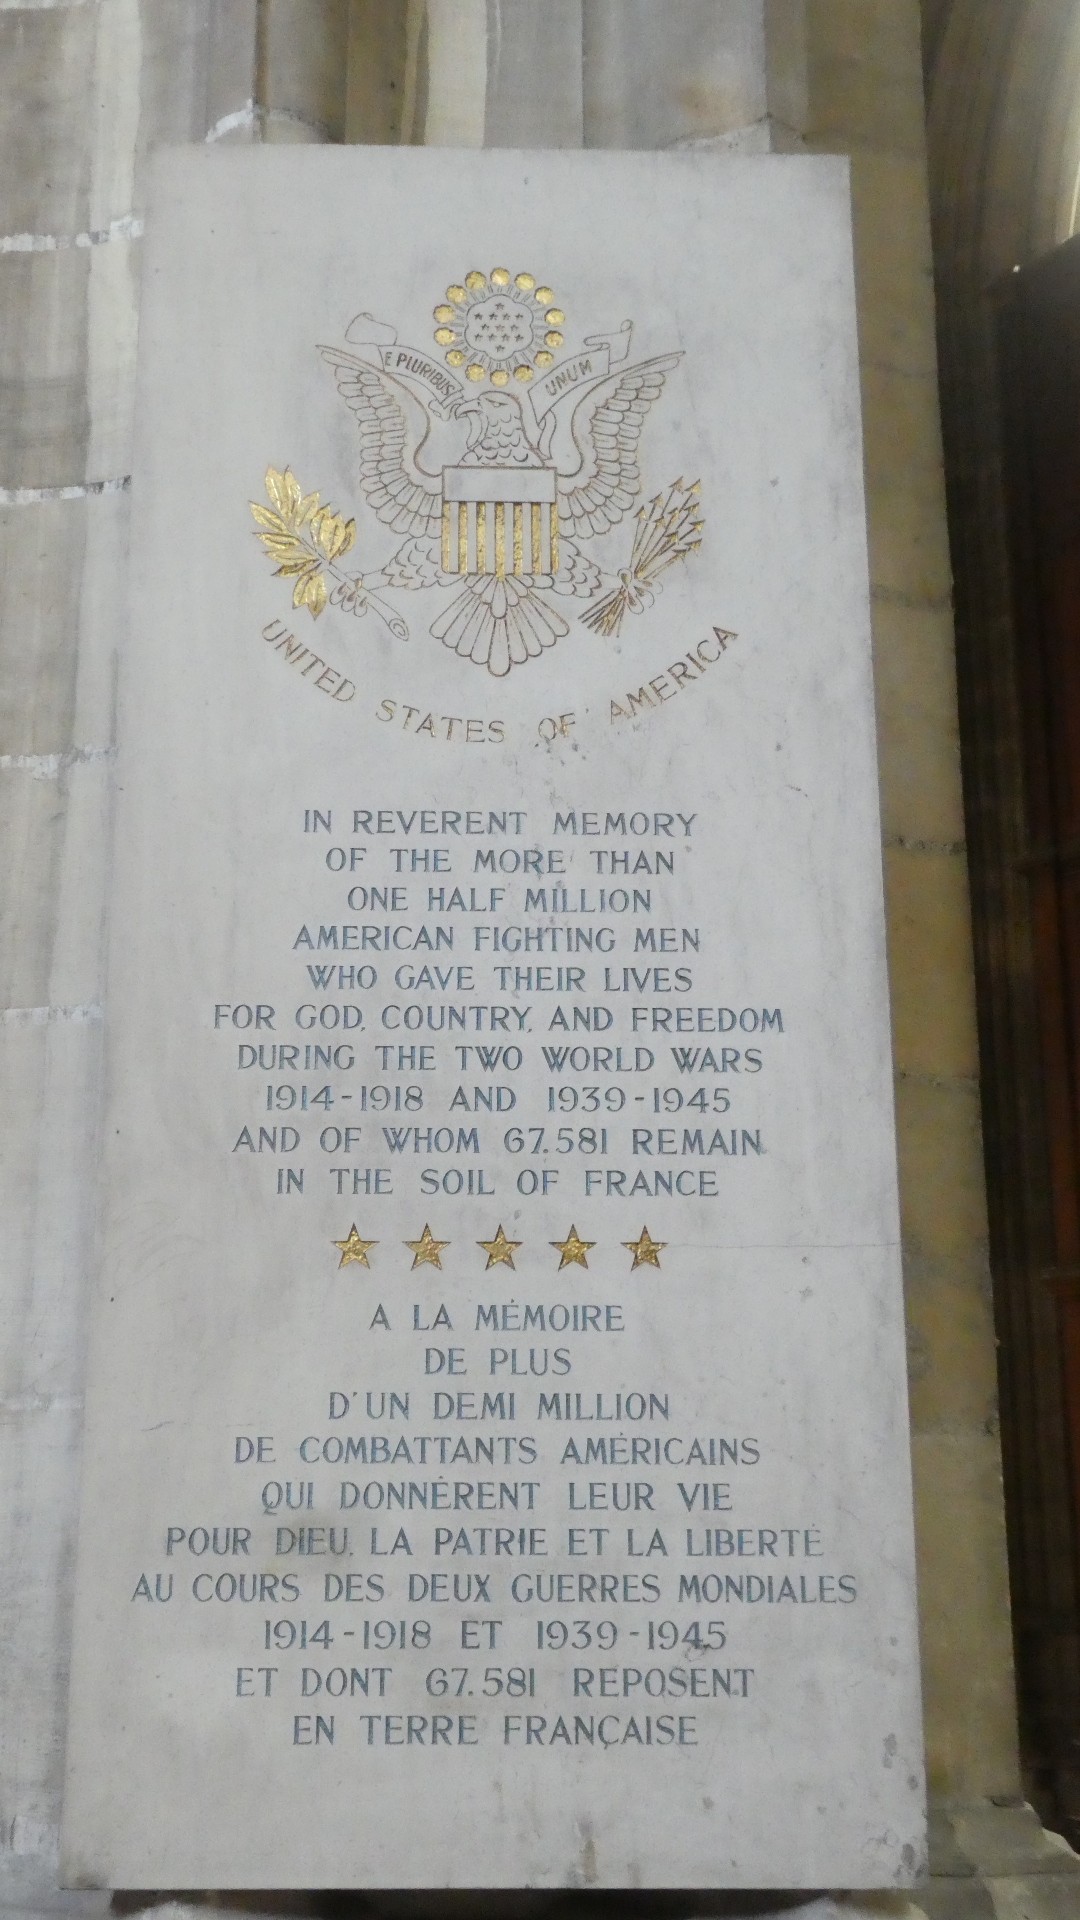 E PLURIBUS UNUM
UNITED STATES OF AMERICA
IN REVERENT MEMORY
OF THE MORE THAN
ONE HALF MILLION
AMERICAN FIGHTING MEN
WHO GAVE THEIR LIVES
FOR GOD, COUNTRY, AND FREEDOM
DURING THE TWO WORLD WARS
1914-1918 AND 1939-1945
AND OF WHOM 67.581 REMAIN
IN THE SOIL OF FRANCE
A LA MÉMOIRE
DE PLUS
D'UN DEMI MILLION
DE COMBATTANTS AMÉRICAINS
QUI DONNÈRENT LEUR VIE
POUR DIEU, LA PATRIE ET LA LIBERTÉ
AU COURS DES DEUX GUERRES MONDIALES
1914-1918 ET 1939-1945
ET DONT 67.581 REPOSENT
EN TERRE FRANÇAISE